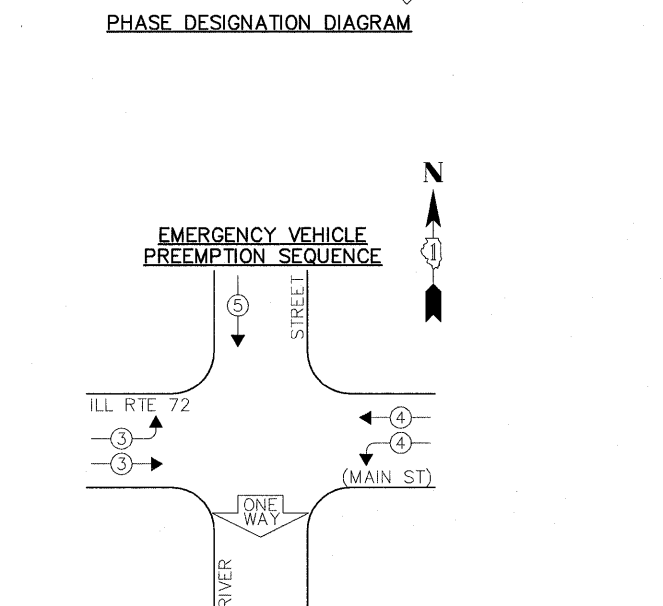 PHASE DESIGNATION DIAGRAM
N
EMERGENCY VEHICLE
PREEMPTION SEQUENCE
1
5
STREET
ILL RTE 72
3
3
4
4
(MAIN ST)
ONE
WAY
RIVER